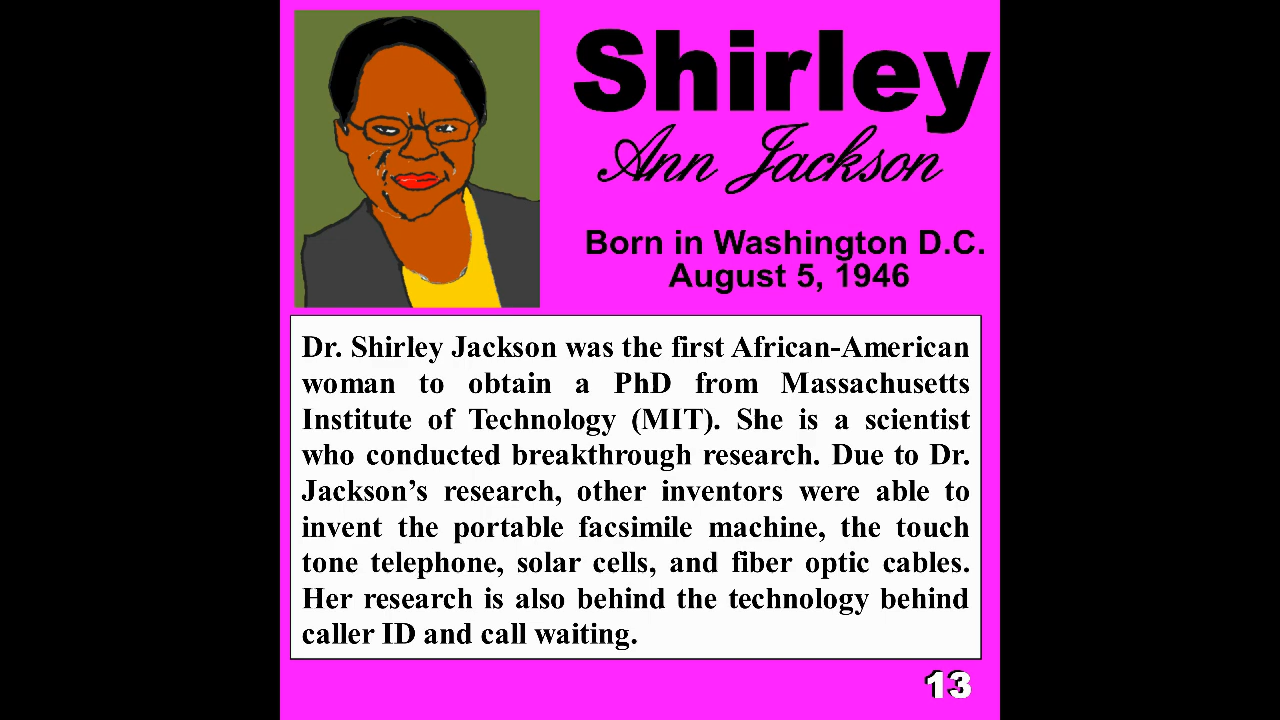 Shirley
Ann Jackson
Born in Washington D.C.
August 5, 1946
Dr. Shirley Jackson was the first African-American
woman to obtain a PhD from Massachusetts
Institute of Technology (MIT). She is a scientist
who conducted breakthrough research. Due to Dr.
Jackson’s research, other inventors were able to
invent the portable facsimile machine, the touch
tone telephone, solar cells, and fiber optic cables.
Her research is also behind the technology behind
caller ID and call waiting.
13